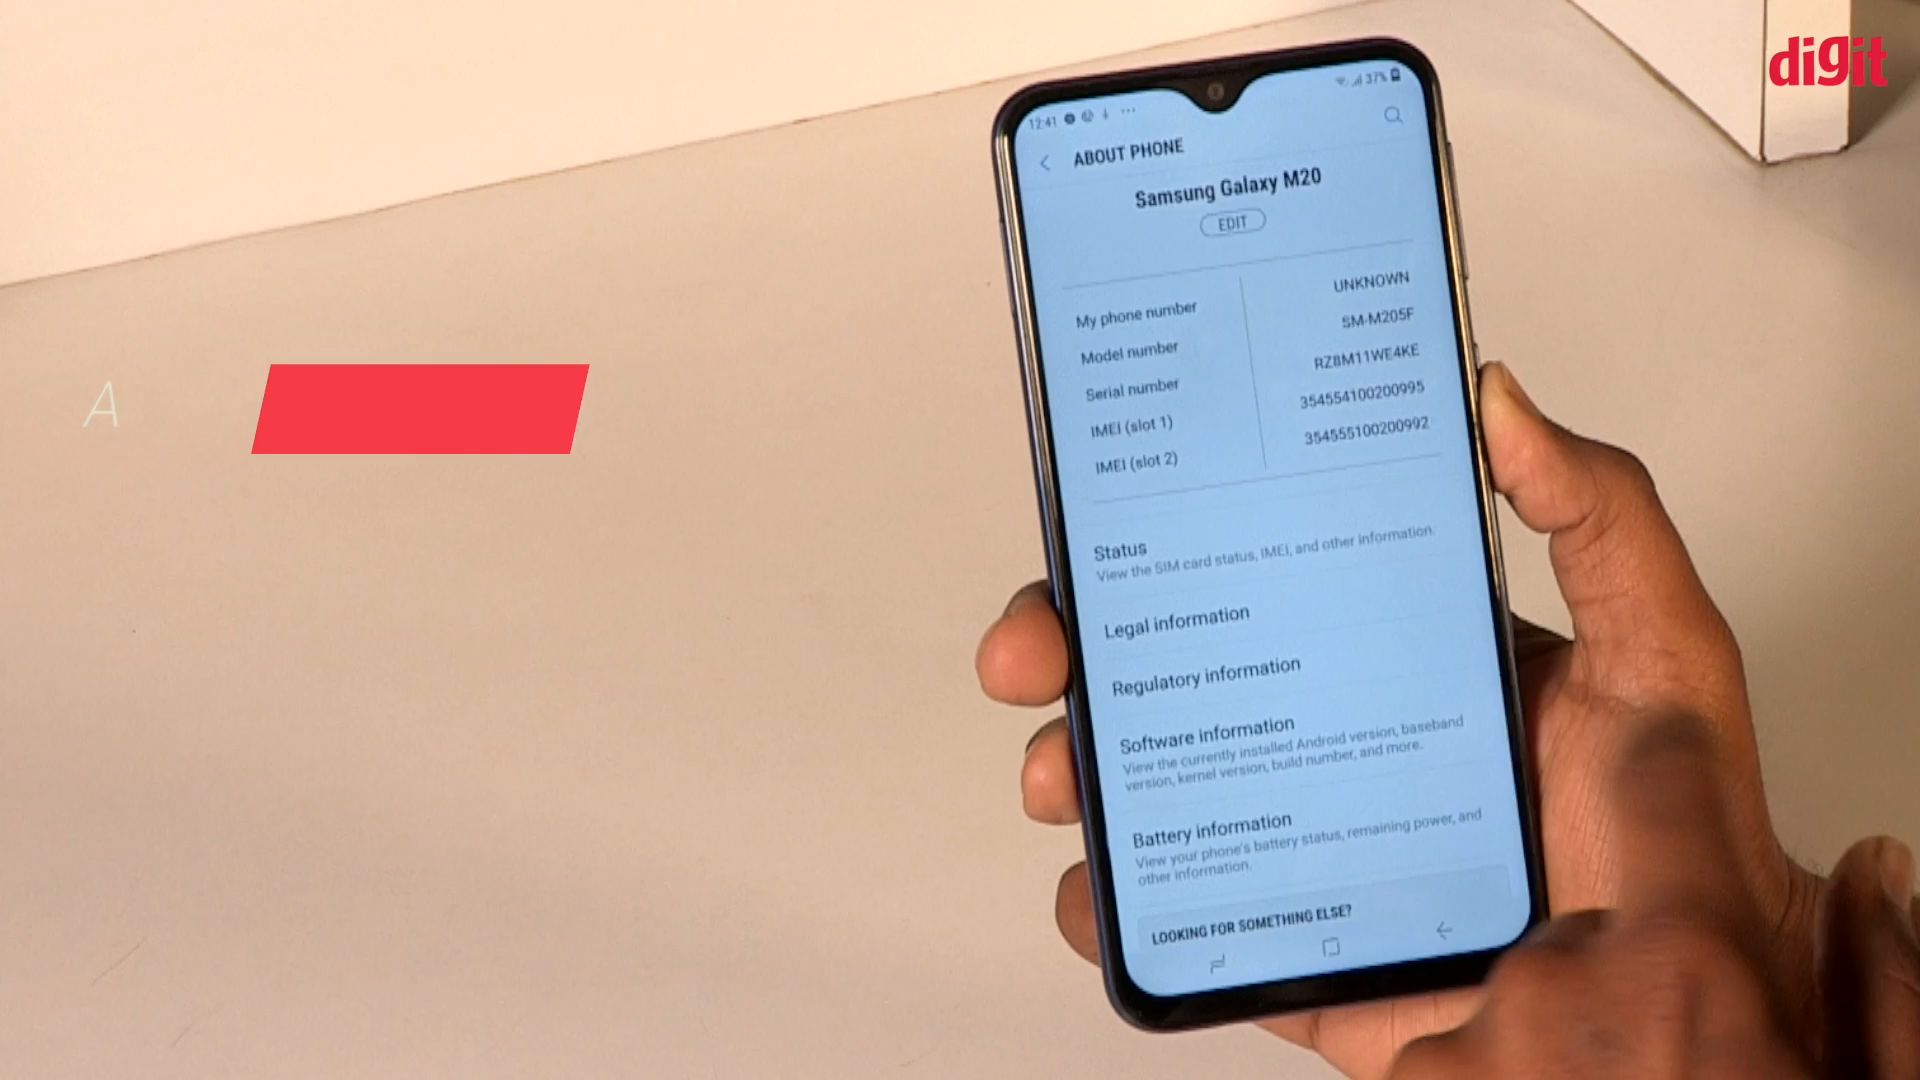 digit
A
12:41
37%
ABOUT PHONE
Samsung Galaxy M20
EDIT
My phone number UNKNOWN
Model number SM-M205F
Serial number RZ8M11WE4KE
IMEI (slot 1) 354554100200995
IMEI (slot 2) 354555100200992
Status
View the SIM card status, IMEI, and other information.
Legal information
Regulatory information
Software information
View the currently installed Android version, baseband
version, kernel version, build number, and more.
Battery information
View your phone's battery status, remaining power, and
other information.
LOOKING FOR SOMETHING ELSE?